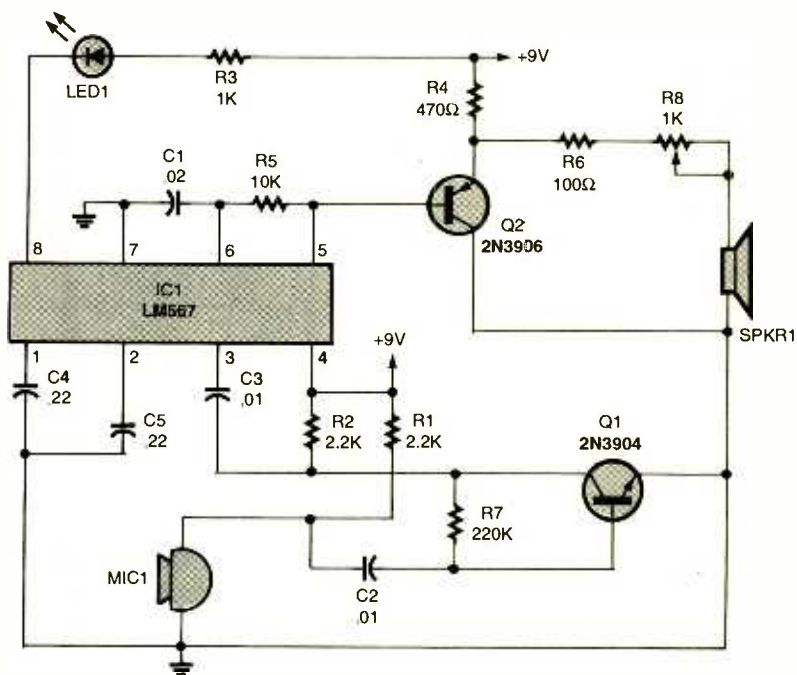 +9V
LED1
R3
1K
R4
470Ω
R8
1K
R6
100Ω
C1
.02
R5
10K
Q2
2N3906
8
7
6
5
IC1
LM567
SPKR1
1
2
3
4
+9V
C4
.22
C5
.22
C3
.01
R2
2.2K
R1
2.2K
Q1
2N3904
R7
220K
MIC1
C2
.01